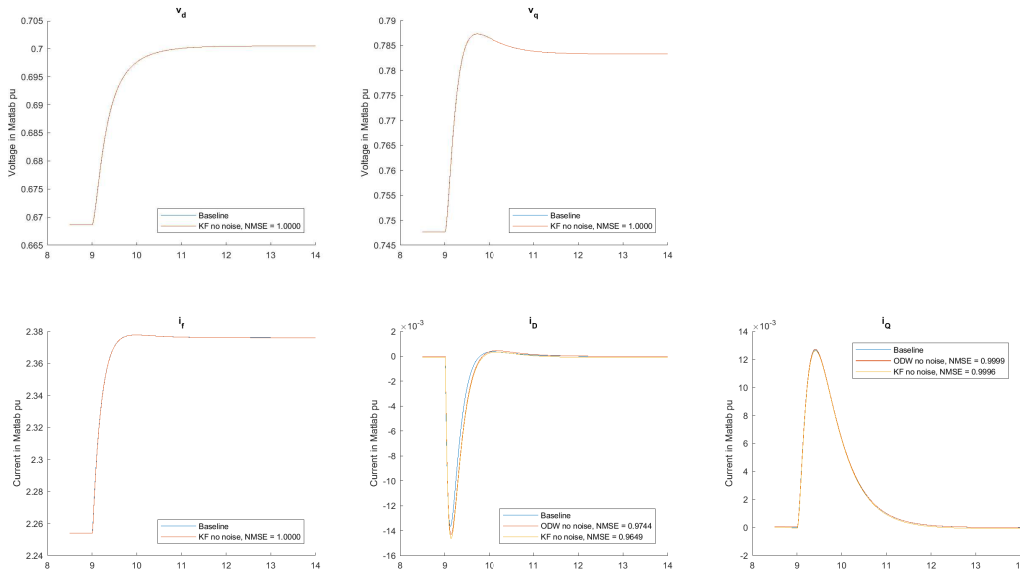 v_d
Voltage in Matlab pu
0.705
0.7
0.695
0.69
0.685
0.68
0.675
0.67
0.665
8 9 10 11 12 13 14
Baseline
KF no noise, NMSE = 1.0000
v_q
Voltage in Matlab pu
0.79
0.785
0.78
0.775
0.77
0.765
0.76
0.755
0.75
0.745
8 9 10 11 12 13 14
Baseline
KF no noise, NMSE = 1.0000
i_f
Current in Matlab pu
2.38
2.36
2.34
2.32
2.3
2.28
2.26
2.24
8 9 10 11 12 13 14
Baseline
KF no noise, NMSE = 1.0000
i_D
×10⁻³
Current in Matlab pu
2
0
-2
-4
-6
-8
-10
-12
-14
-16
8 9 10 11 12 13 14
Baseline
ODW no noise, NMSE = 0.9744
KF no noise, NMSE = 0.9649
i_Q
×10⁻³
Current in Matlab pu
14
12
10
8
6
4
2
0
-2
8 9 10 11 12 13
Baseline
ODW no noise, NMSE = 0.9999
KF no noise, NMSE = 0.9996